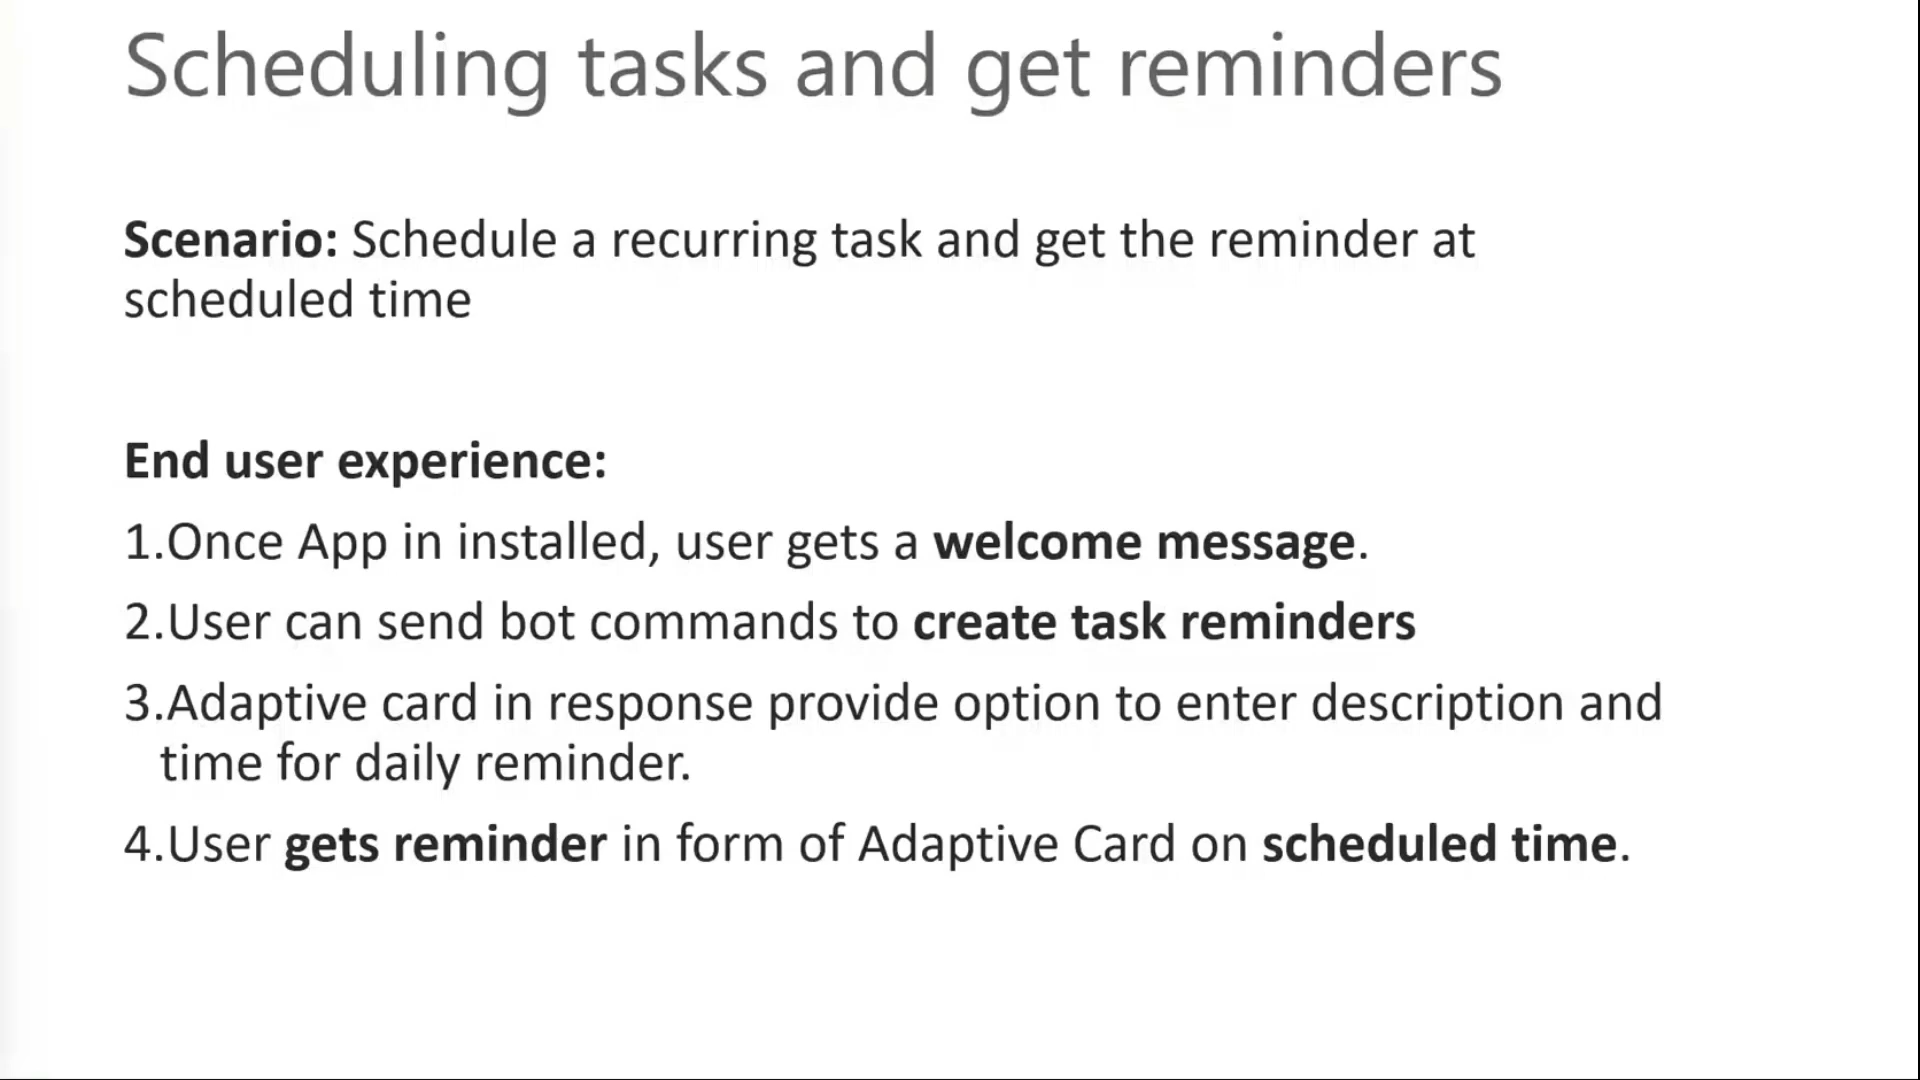 Scheduling tasks and get reminders
Scenario: Schedule a recurring task and get the reminder at
scheduled time
End user experience:
1.Once App in installed, user gets a welcome message.
2.User can send bot commands to create task reminders
3.Adaptive card in response provide option to enter description and
time for daily reminder.
4.User gets reminder in form of Adaptive Card on scheduled time.